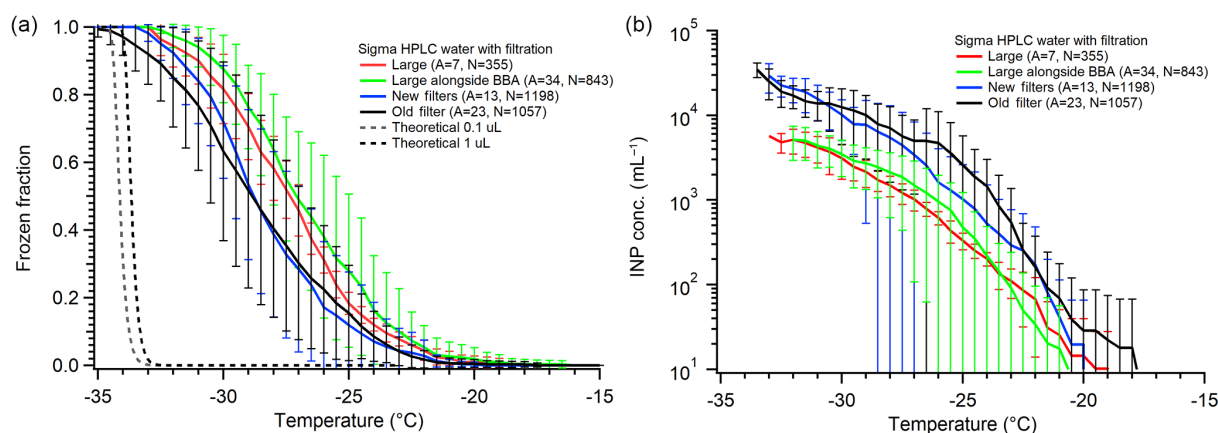 (a)
Sigma HPLC water with filtration
Large (A=7, N=355)
Large alongside BBA (A=34, N=843)
New filters (A=13, N=1198)
Old filter (A=23, N=1057)
Theoretical 0.1 uL
Theoretical 1 uL
Frozen fraction
1.0
0.8
0.6
0.4
0.2
0.0
-35
-30
-25
-20
-15
Temperature (°C)
(b)
Sigma HPLC water with filtration
Large (A=7, N=355)
Large alongside BBA (A=34, N=843)
New filters (A=13, N=1198)
Old filter (A=23, N=1057)
INP conc. (mL⁻¹)
10⁵
10⁴
10³
10²
10¹
-35
-30
-25
-20
-15
Temperature (°C)